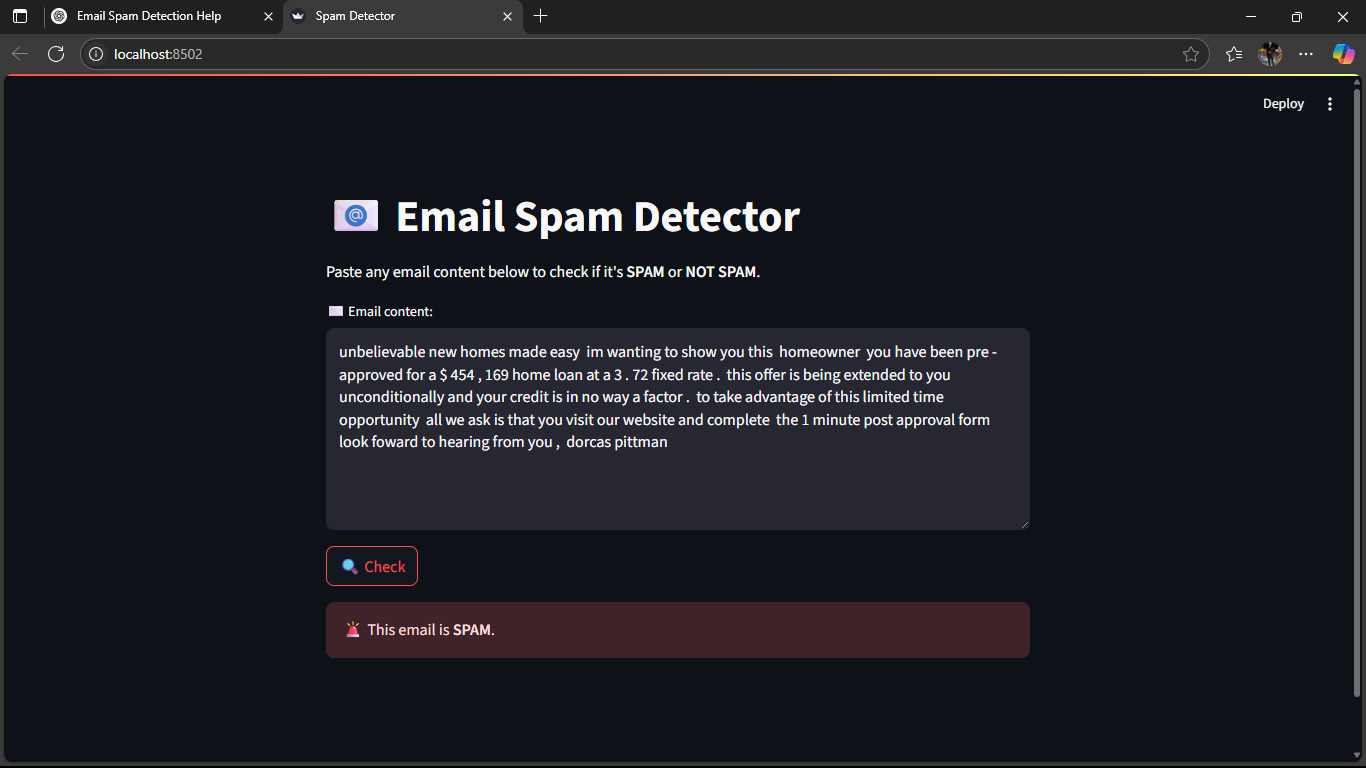 Email Spam Detection Help
Spam Detector
localhost:8502
Deploy
Email Spam Detector
Paste any email content below to check if it's SPAM or NOT SPAM.
Email content:
unbelievable new homes made easy  im wanting to show you this  homeowner  you have been pre -
approved for a $ 454 , 169 home loan at a 3 . 72 fixed rate .  this offer is being extended to you
unconditionally and your credit is in no way a factor .  to take advantage of this limited time
opportunity  all we ask is that you visit our website and complete  the 1 minute post approval form
look foward to hearing from you ,  dorcas pittman
Check
This email is SPAM.